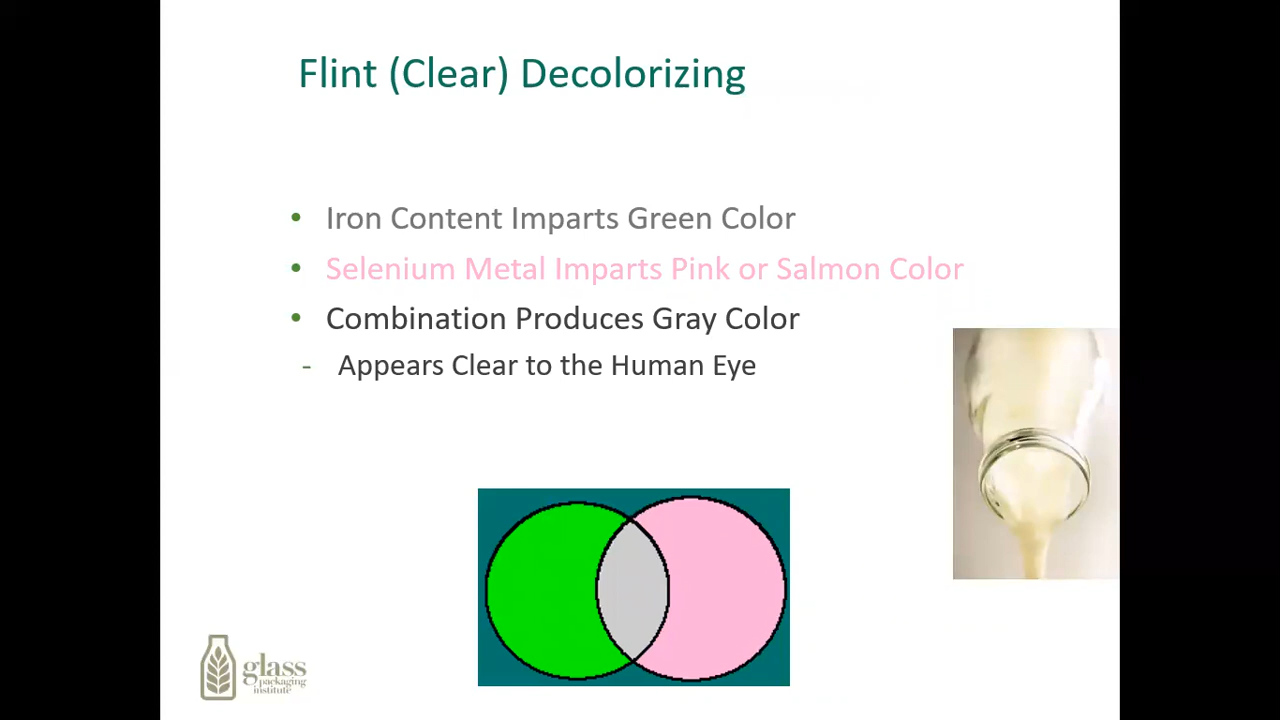 Flint (Clear) Decolorizing
• Iron Content Imparts Green Color
• Selenium Metal Imparts Pink or Salmon Color
• Combination Produces Gray Color
- Appears Clear to the Human Eye
glass
packaging
institute